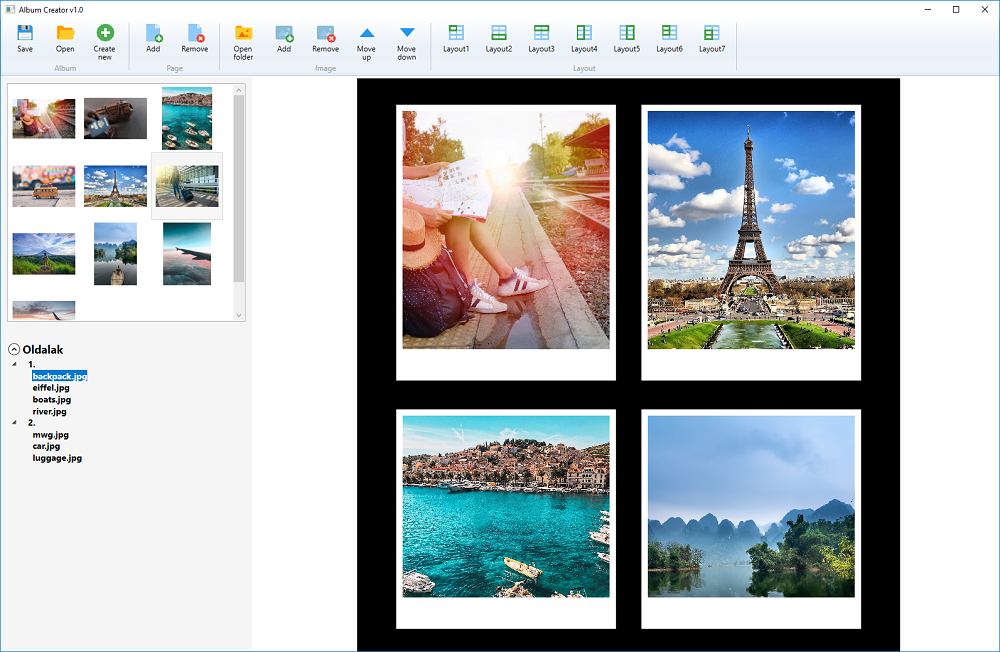 Album Creator v1.0
Save Open Create new Add Remove Open folder Add Remove Move up Move down Layout1 Layout2 Layout3 Layout4 Layout5 Layout6 Layout7
Album Page Image Layout
Oldalak
1.
backpack.jpg
eiffel.jpg
boats.jpg
river.jpg
2.
mwg.jpg
car.jpg
luggage.jpg